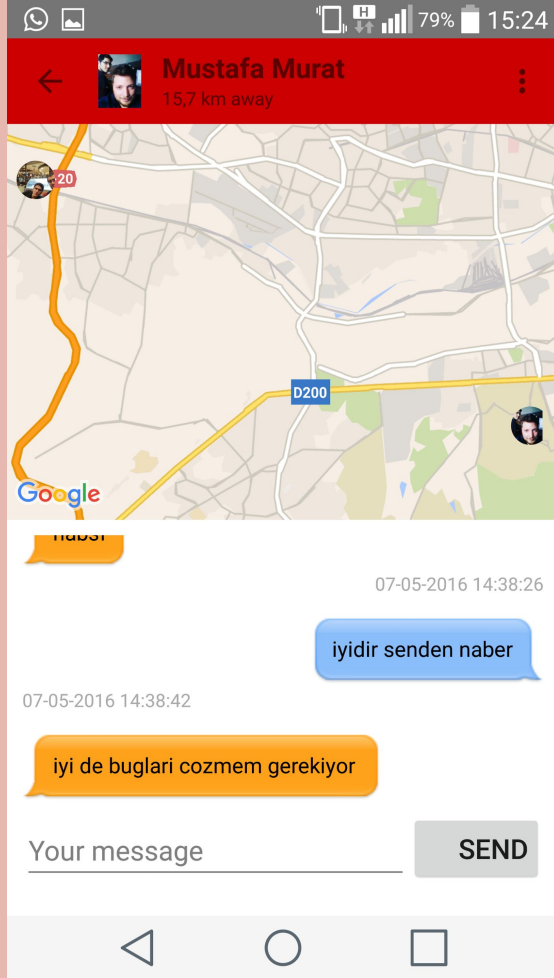 H
79%
15:24
Mustafa Murat
15,7 km away
20
D200
Google
07-05-2016 14:38:26
iyidir senden naber
07-05-2016 14:38:42
iyi de buglari cozmem gerekiyor
Your message
SEND